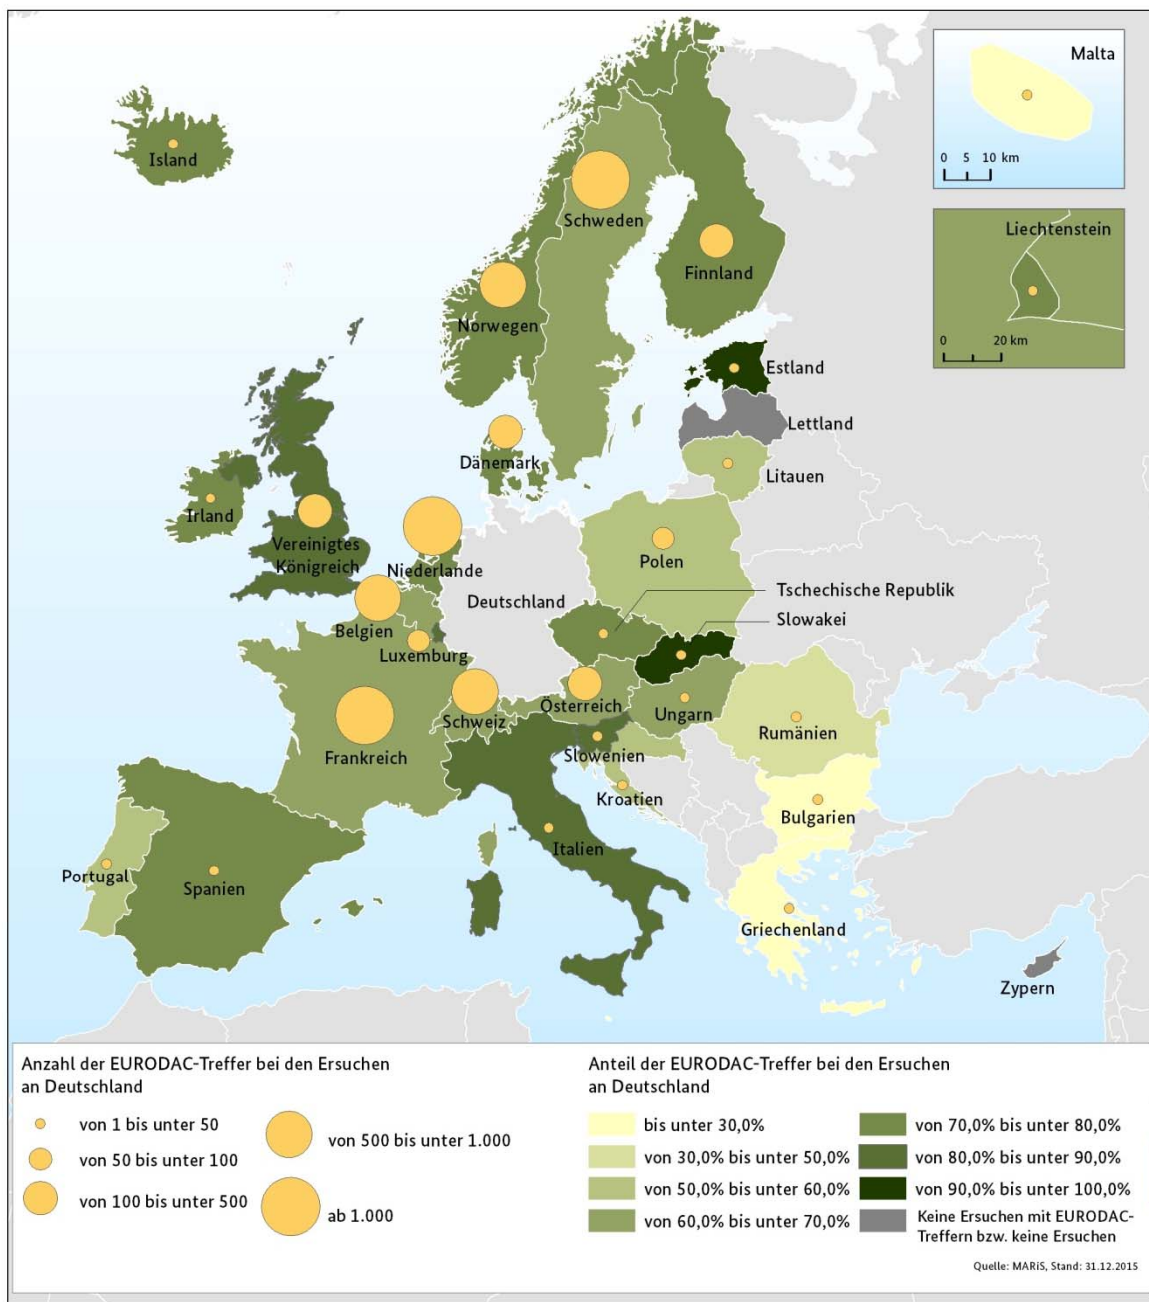 Malta
0 5 10 km
Island
Schweden
Liechtenstein
Finnland
0 20 km
Norwegen
Estland
Lettland
Dänemark
Litauen
Irland
Vereinigtes
Königreich
Niederlande
Polen
Deutschland
Tschechische Republik
Slowakei
Belgien
Luxemburg
Schweiz
Österreich
Ungarn
Rumänien
Frankreich
Slowenien
Kroatien
Bulgarien
Italien
Portugal
Spanien
Griechenland
Zypern
Anzahl der EURODAC-Treffer bei den Ersuchen
an Deutschland
von 1 bis unter 50
von 50 bis unter 100
von 100 bis unter 500
von 500 bis unter 1.000
ab 1.000
Anteil der EURODAC-Treffer bei den Ersuchen
an Deutschland
bis unter 30,0%
von 30,0% bis unter 50,0%
von 50,0% bis unter 60,0%
von 60,0% bis unter 70,0%
von 70,0% bis unter 80,0%
von 80,0% bis unter 90,0%
von 90,0% bis unter 100,0%
Keine Ersuchen mit EURODAC-
Treffern bzw. keine Ersuchen
Quelle: MARiS, Stand: 31.12.2015